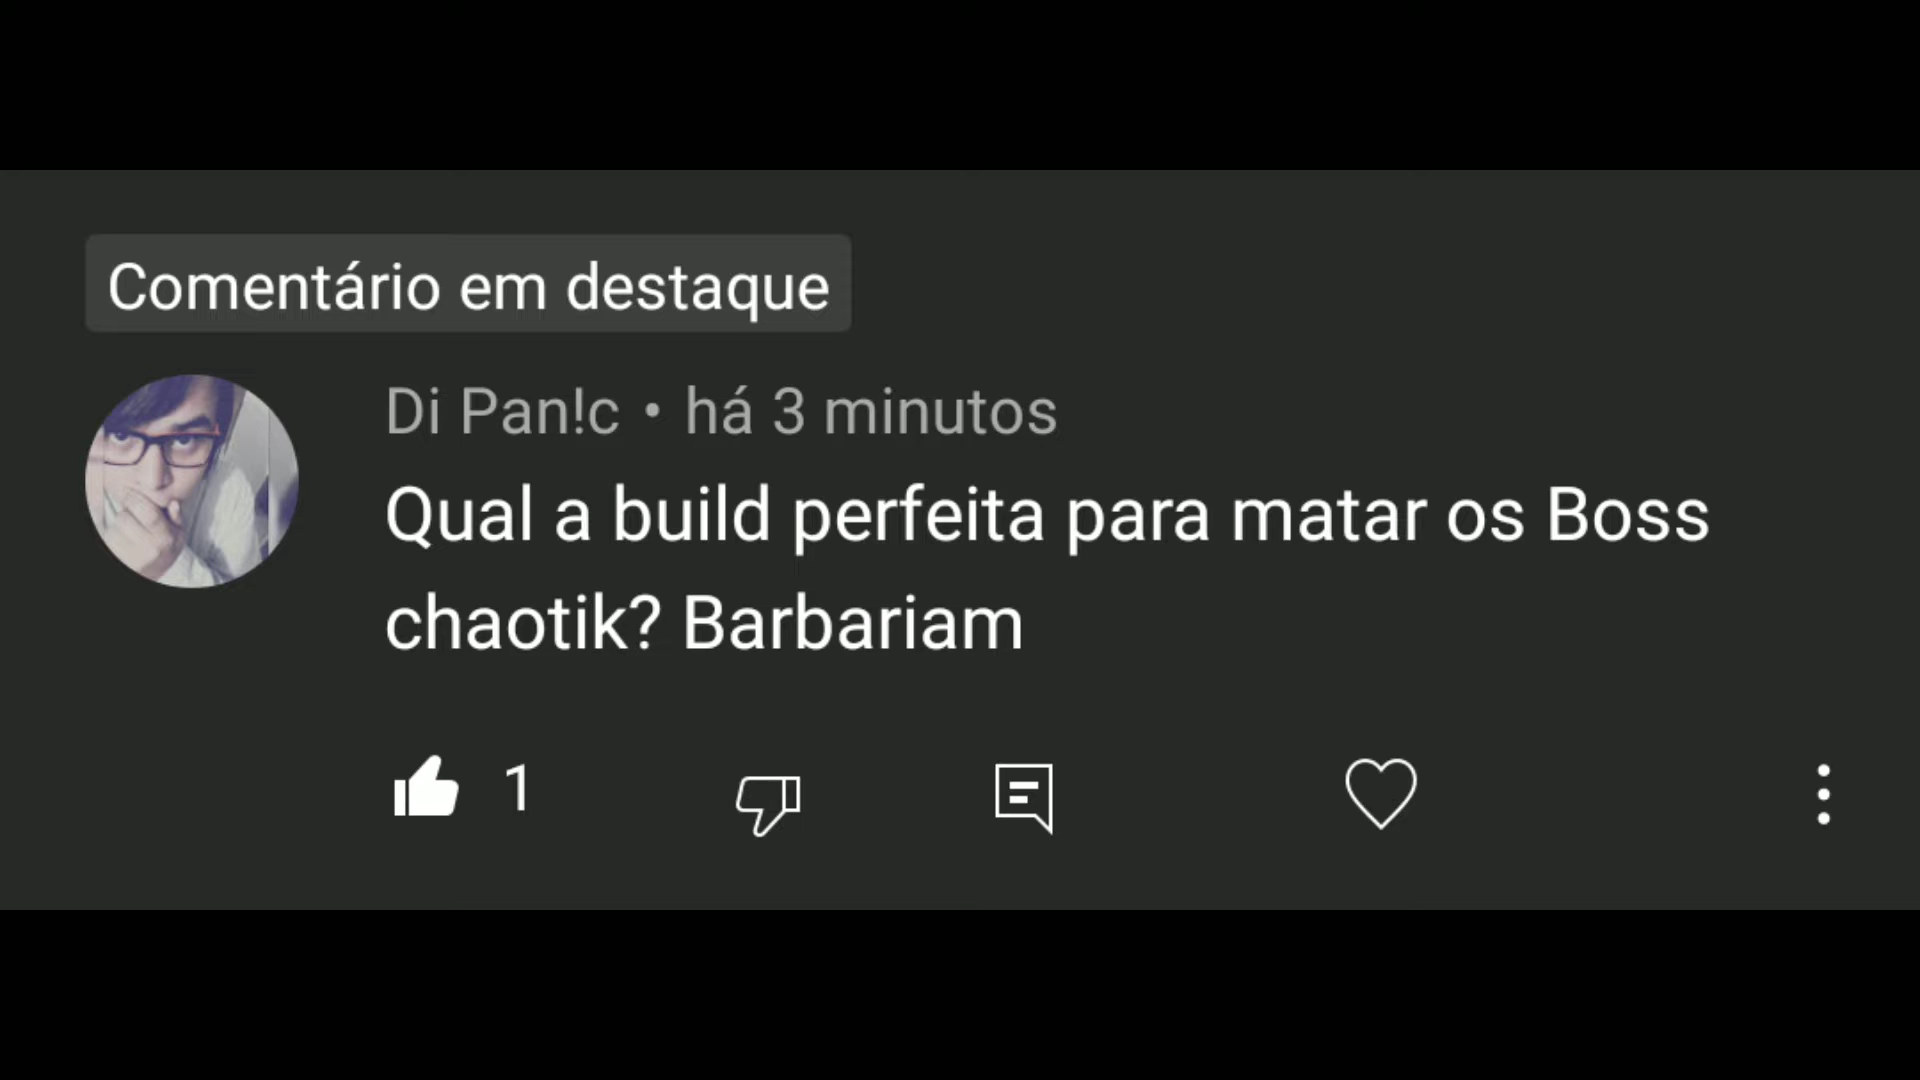 Comentário em destaque
Di Pan!c • há 3 minutos
Qual a build perfeita para matar os Boss
chaotik? Barbariam
1